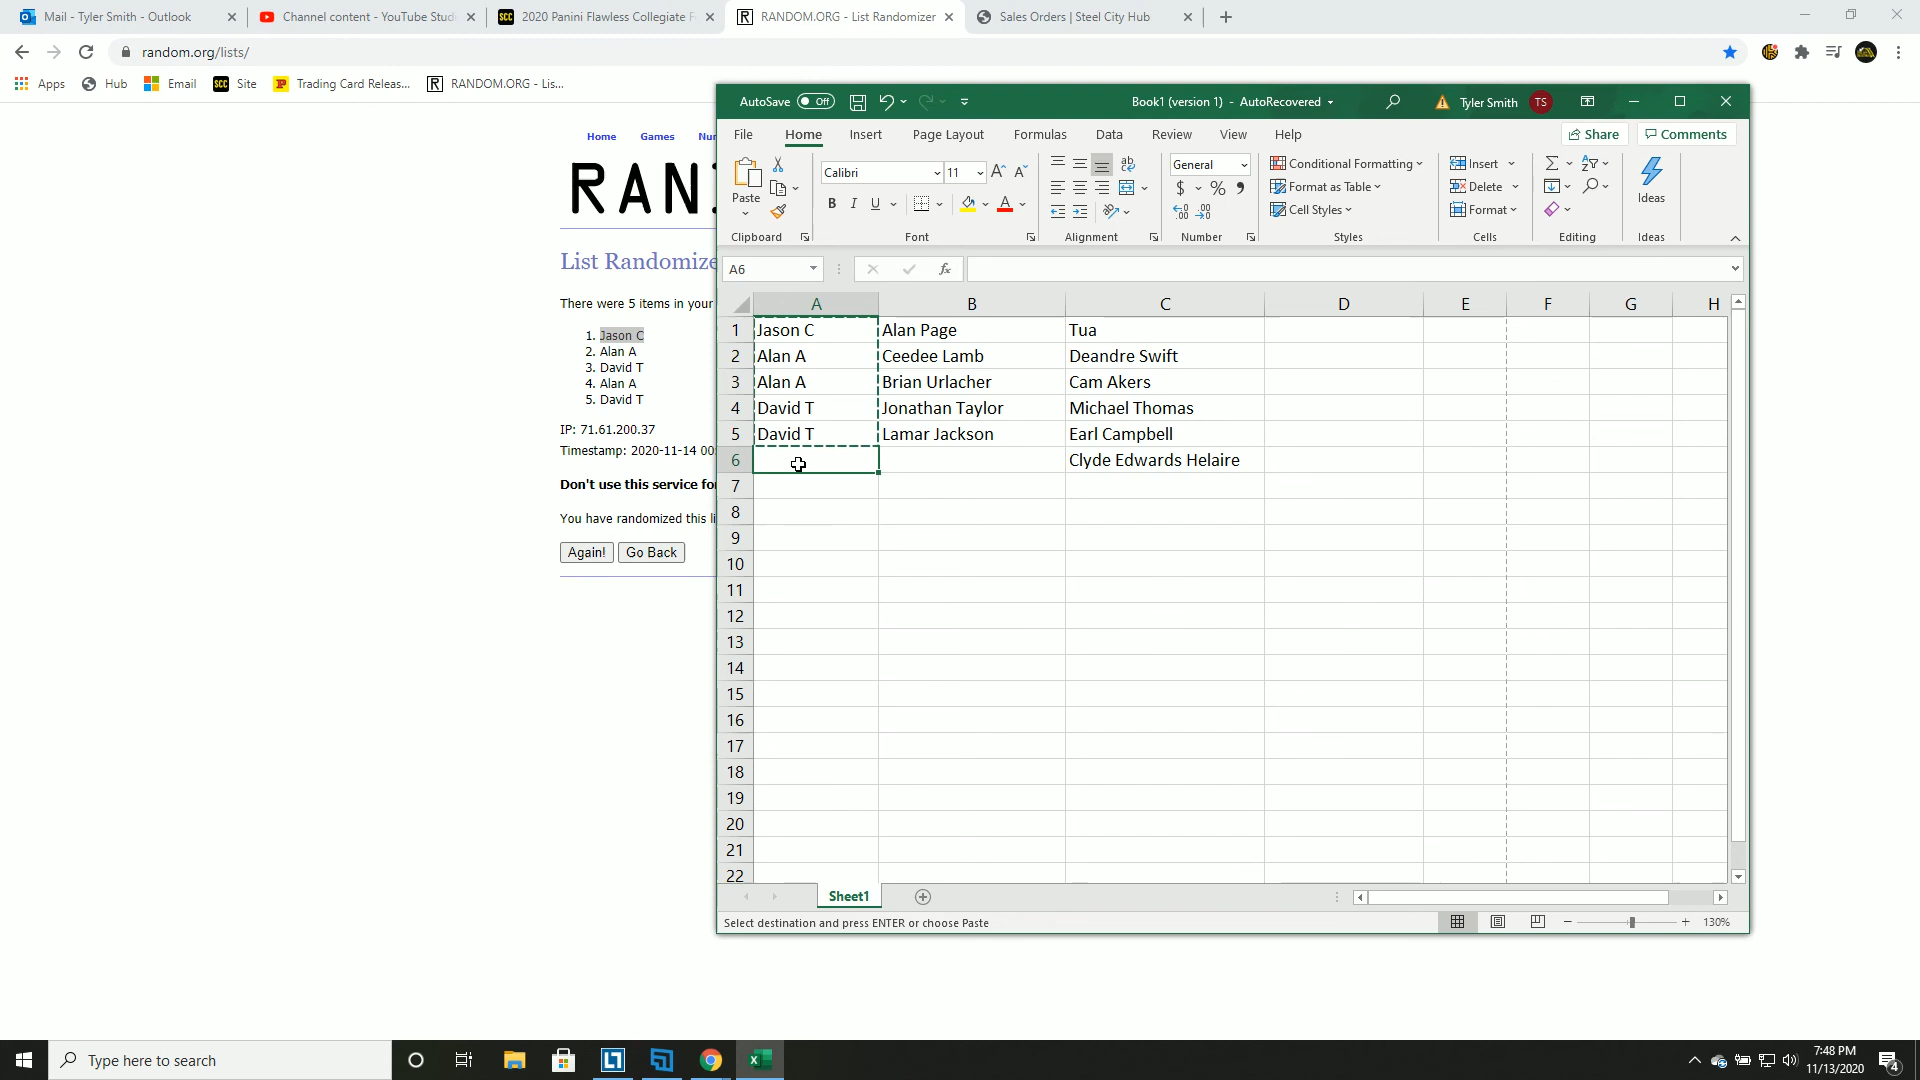 Mail - Tyler Smith - Outlook
Channel content - YouTube Stud
SCC 2020 Panini Flawless Collegiate F
RANDOM.ORG - List Randomizer
Sales Orders | Steel City Hub
random.org/lists/
Apps
Hub
Email
SCC Site
Trading Card Releas...
RANDOM.ORG - Lis...
Home Games Nu
RAN
List Randomize
There were 5 items in your
1. Jason C
2. Alan A
3. David T
4. Alan A
5. David T
IP: 71.61.200.37
Timestamp: 2020-11-14 00
Don't use this service fo
You have randomized this li
Again! Go Back
AutoSave Off
Book1 (version 1) - AutoRecovered
Tyler Smith TS
File Home Insert Page Layout Formulas Data Review View Help
Share Comments
Paste
Calibri 11
B I U
General
$ % ,
Conditional Formatting
Format as Table
Cell Styles
Insert
Delete
Format
Ideas
Clipboard Font Alignment Number Styles Cells Editing Ideas
A6 fx
A B C D E F G H
1 Jason C Alan Page Tua
2 Alan A Ceedee Lamb Deandre Swift
3 Alan A Brian Urlacher Cam Akers
4 David T Jonathan Taylor Michael Thomas
5 David T Lamar Jackson Earl Campbell
6 Clyde Edwards Helaire
7
8
9
10
11
12
13
14
15
16
17
18
19
20
21
22
Sheet1
Select destination and press ENTER or choose Paste
130%
Type here to search
7:48 PM
11/13/2020
4